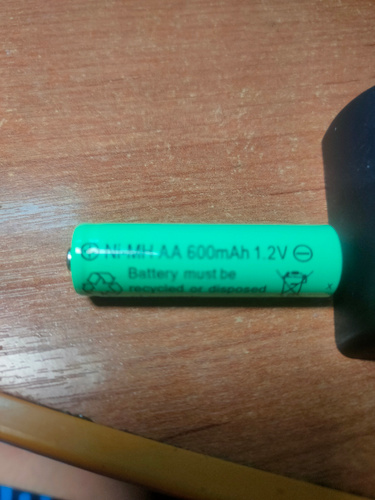 Ni-MH AA 600mAh 1.2V
Battery must be
recycled or disposed